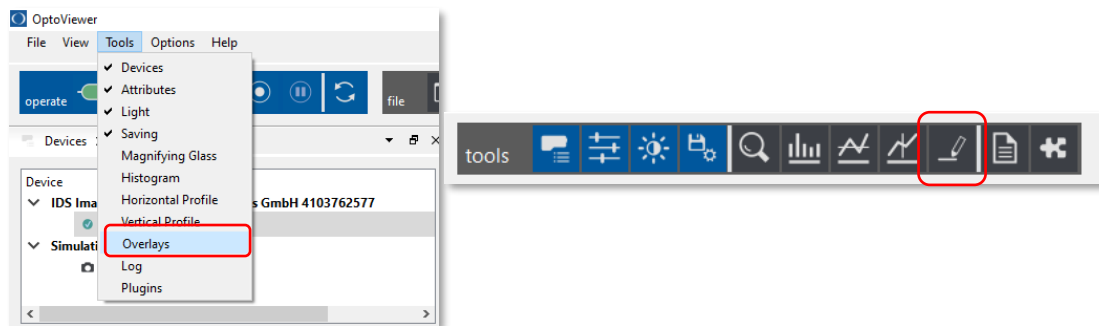 OptoViewer
File View Tools Options Help
Devices
Attributes
Light
Saving
Magnifying Glass
Histogram
Horizontal Profile
Vertical Profile
Overlays
Log
Plugins
operate
file
Devices
Device
IDS Ima s GmbH 4103762577
Simulati
tools